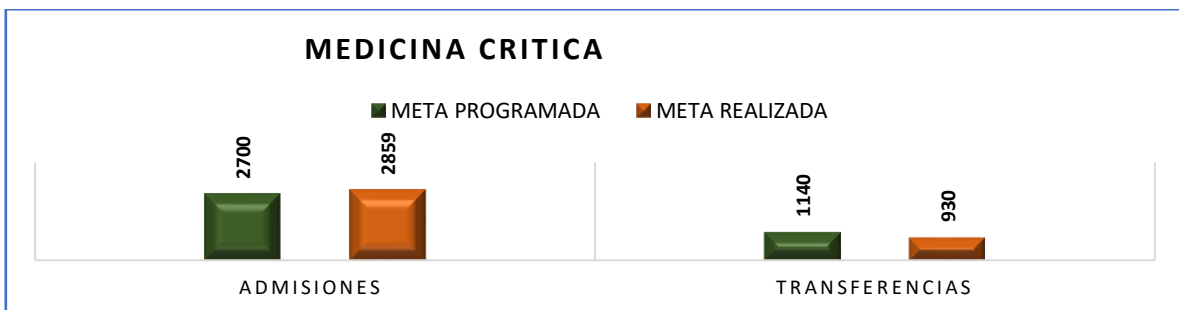 MEDICINA CRITICA
META PROGRAMADA META REALIZADA
2700
2859
1140
930
ADMISIONES TRANSFERENCIAS